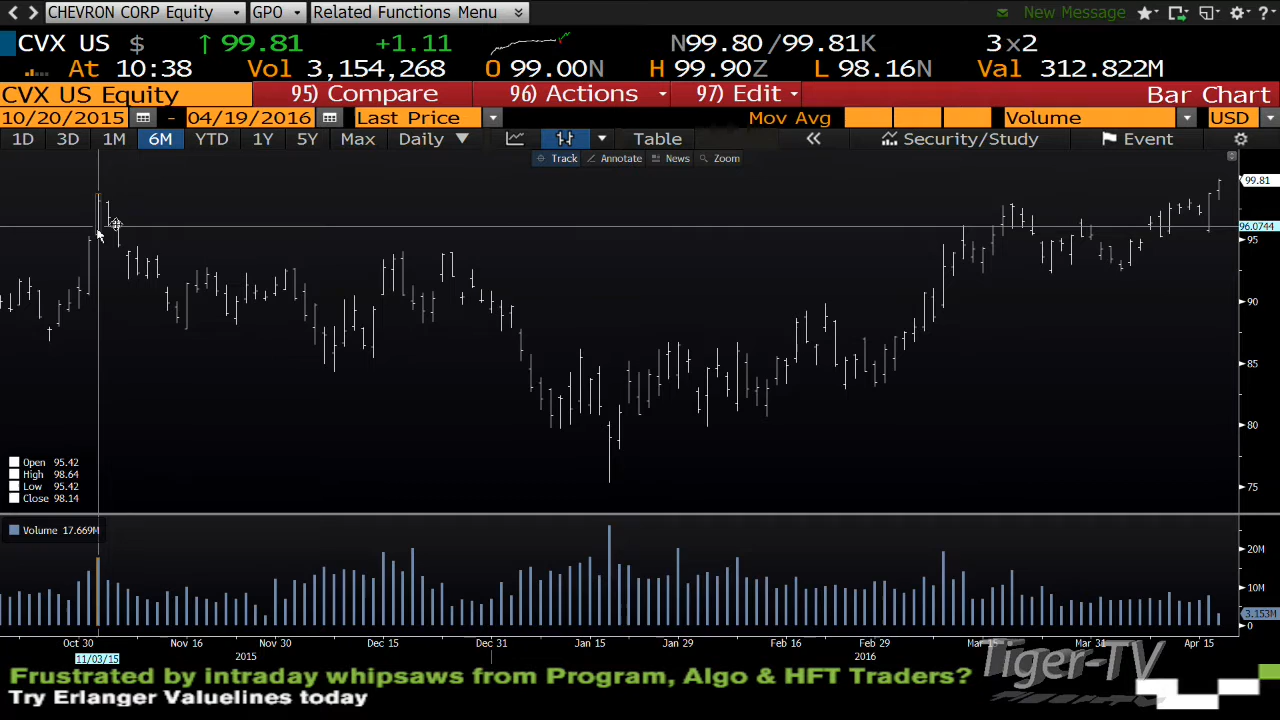 CHEVRON CORP Equity GPO Related Functions Menu New Message
CVX US $ ↑ 99.81 +1.11 N99.80 /99.81K 3x2
At 10:38 Vol 3,154,268 O 99.00N H 99.90Z L 98.16N Val 312.822M
CVX US Equity 95) Compare 96) Actions 97) Edit Bar Chart
10/20/2015 - 04/19/2016 Last Price Mov Avg Volume USD
1D 3D 1M 6M YTD 1Y 5Y Max Daily ▼ Table « Security/Study Event
Track Annotate News Zoom
99.81
96.0744
95
90
85
80
75
Open 95.42
High 98.64
Low 95.42
Close 98.14
Volume 17.669M
20M
10M
3.153M
0
Oct 30 Nov 16 Nov 30 Dec 15 Dec 31 Jan 15 Jan 29 Feb 16 Feb 29 Mar 15 Mar 31 Apr 15
11/03/15 2015 2016
Tiger-TV
Frustrated by intraday whipsaws from Program, Algo & HFT Traders?
Try Erlanger Valuelines today